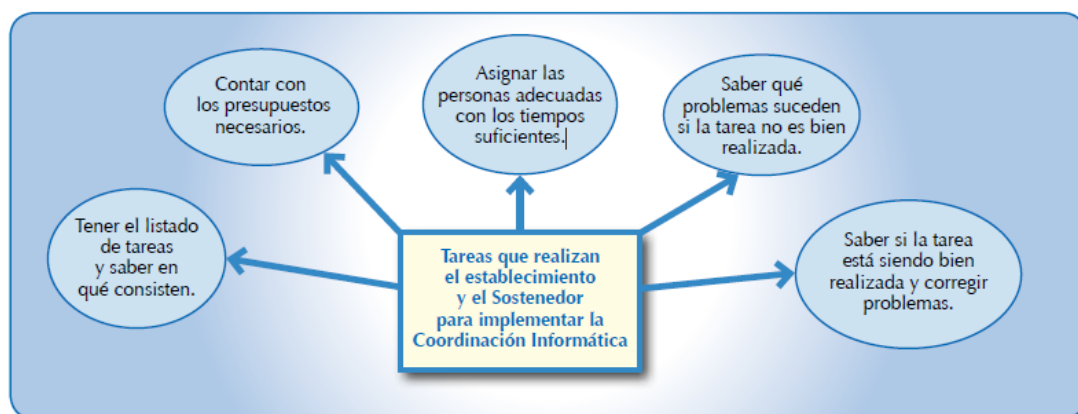 Tener el listado
de tareas
y saber en
qué consisten.
Contar con
los presupuestos
necesarios.
Asignar las
personas adecuadas
con los tiempos
suficientes.
Saber qué
problemas suceden
si la tarea no es bien
realizada.
Saber si la tarea
está siendo bien
realizada y corregir
problemas.
Tareas que realizan
el establecimiento
y el Sostenedor
para implementar la
Coordinación Informática